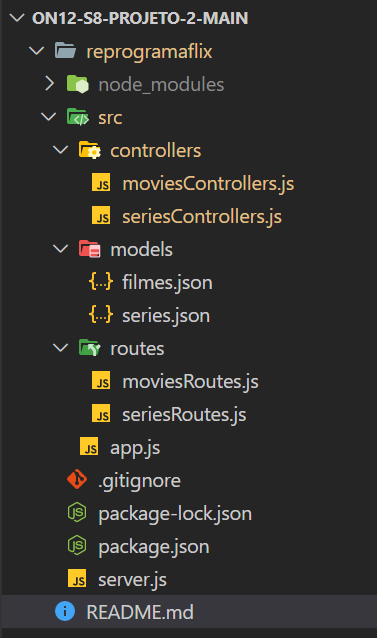 ON12-S8-PROJETO-2-MAIN
reprogramaflix
node_modules
src
controllers
JS moviesControllers.js
JS seriesControllers.js
models
{..} filmes.json
{..} series.json
routes
JS moviesRoutes.js
JS seriesRoutes.js
JS app.js
.gitignore
package-lock.json
package.json
JS server.js
README.md